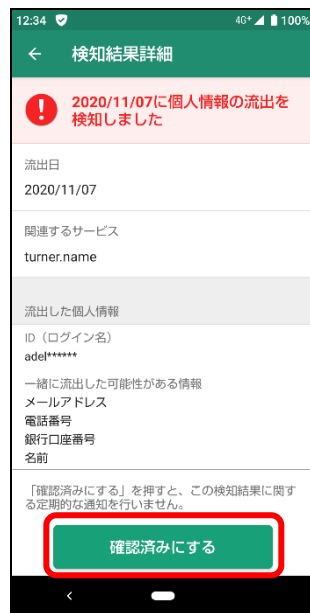 12:34 4G+ 100%
検知結果詳細
2020/11/07に個人情報の流出を
検知しました
流出日
2020/11/07
関連するサービス
turner.name
流出した個人情報
ID（ログイン名）
adel******
一緒に流出した可能性がある情報
メールアドレス
電話番号
銀行口座番号
名前
「確認済みにする」を押すと、この検知結果に関す
る定期的な通知を行いません。
確認済みにする